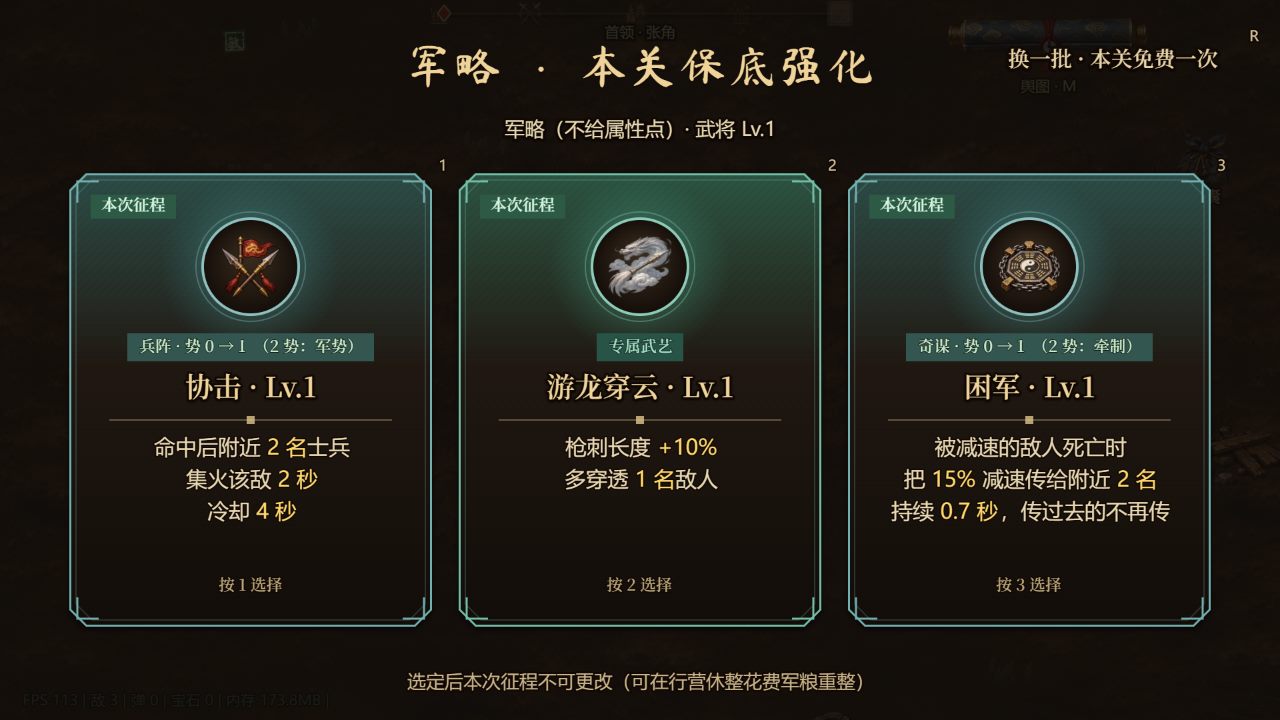 首领 · 张角
R
军略 · 本关保底强化
换一批 · 本关免费一次
舆图 · M
军略（不给属性点）· 武将 Lv.1
1
2
3
本次征程
兵阵 · 势 0 → 1 （2 势：军势）
协击 · Lv.1
命中后附近 2 名士兵
集火该敌 2 秒
冷却 4 秒
按 1 选择
本次征程
专属武艺
游龙穿云 · Lv.1
枪刺长度 +10%
多穿透 1 名敌人
按 2 选择
本次征程
奇谋 · 势 0 → 1 （2 势：牵制）
困军 · Lv.1
被减速的敌人死亡时
把 15% 减速传给附近 2 名
持续 0.7 秒，传过去的不再传
按 3 选择
选定后本次征程不可更改（可在行营休整花费军粮重整）
FPS 113 | 敌 3 | 弹 0 | 宝石 0 | 内存 173.8MB |